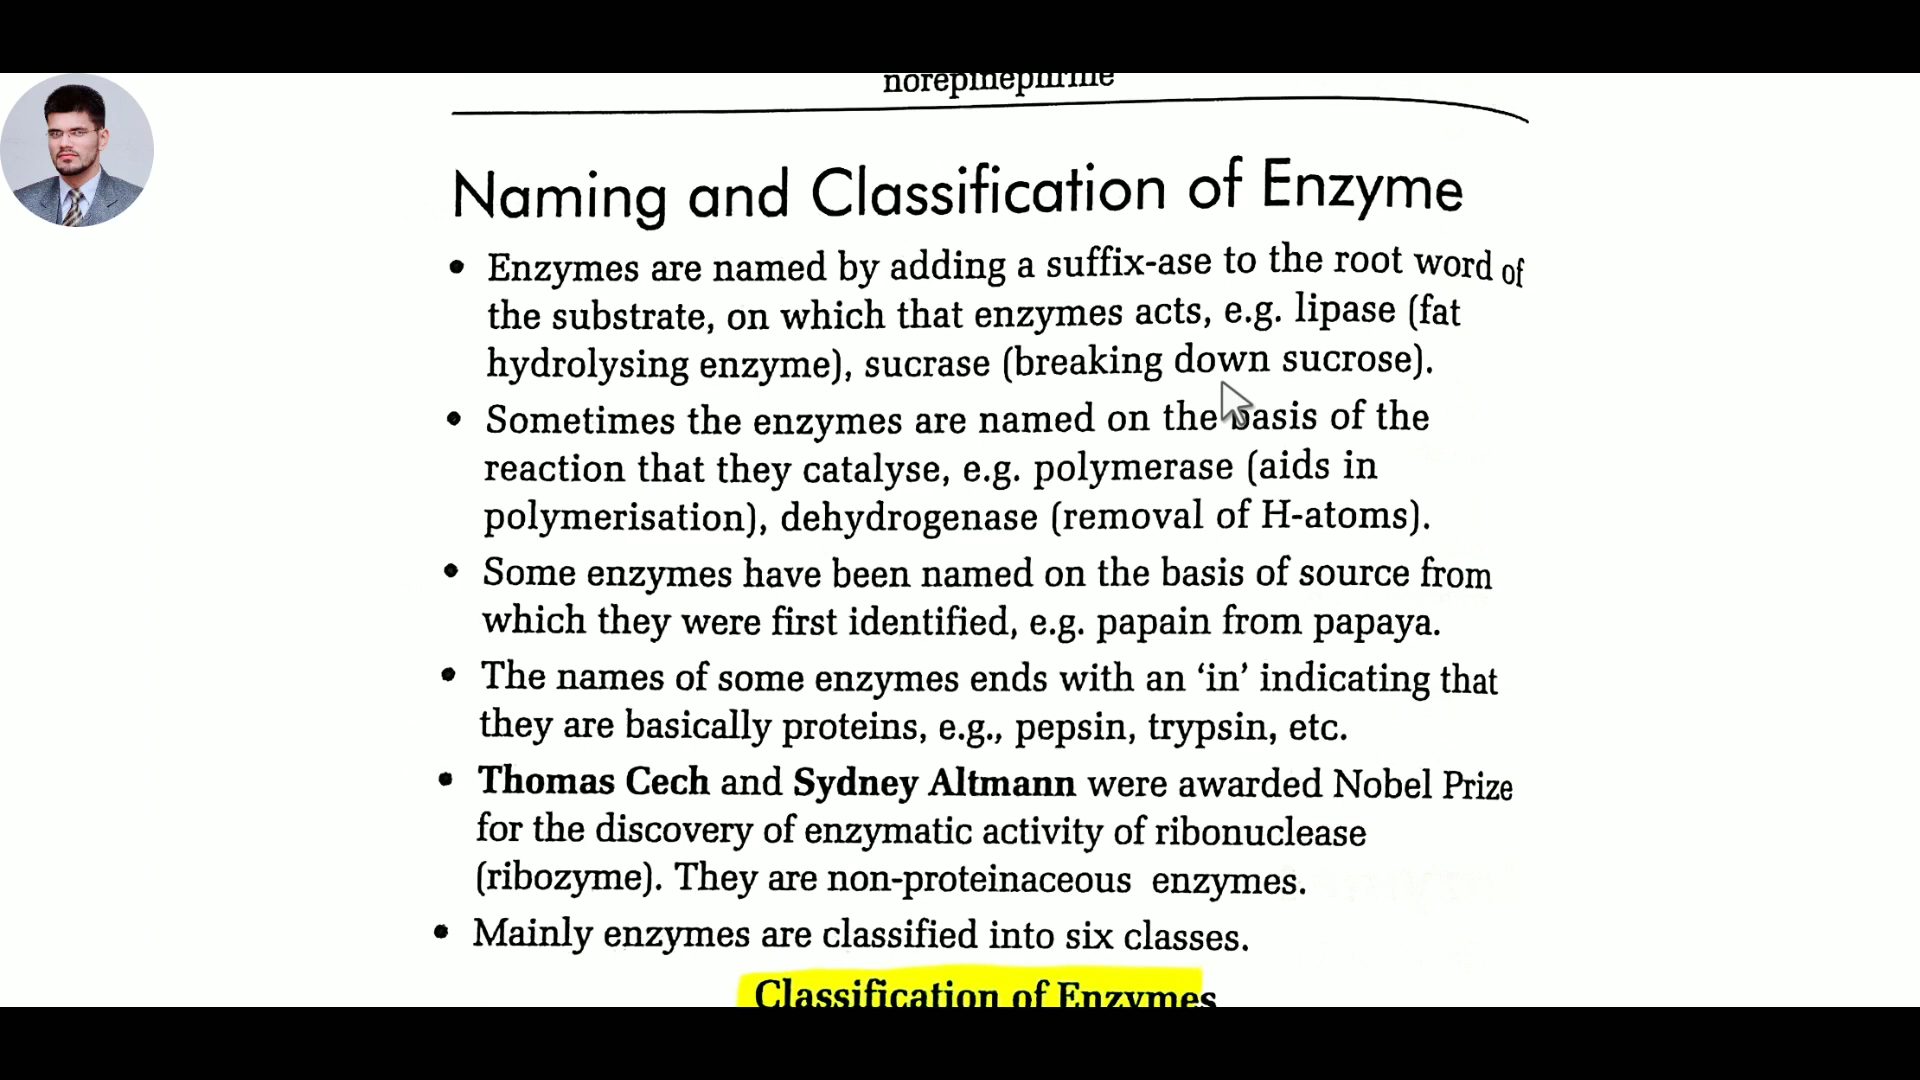 norepinephrine
Naming and Classification of Enzyme
• Enzymes are named by adding a suffix-ase to the root word of
the substrate, on which that enzymes acts, e.g. lipase (fat
hydrolysing enzyme), sucrase (breaking down sucrose).
• Sometimes the enzymes are named on the basis of the
reaction that they catalyse, e.g. polymerase (aids in
polymerisation), dehydrogenase (removal of H-atoms).
• Some enzymes have been named on the basis of source from
which they were first identified, e.g. papain from papaya.
• The names of some enzymes ends with an ‘in’ indicating that
they are basically proteins, e.g., pepsin, trypsin, etc.
• Thomas Cech and Sydney Altmann were awarded Nobel Prize
for the discovery of enzymatic activity of ribonuclease
(ribozyme). They are non-proteinaceous enzymes.
• Mainly enzymes are classified into six classes.
Classification of Enzymes